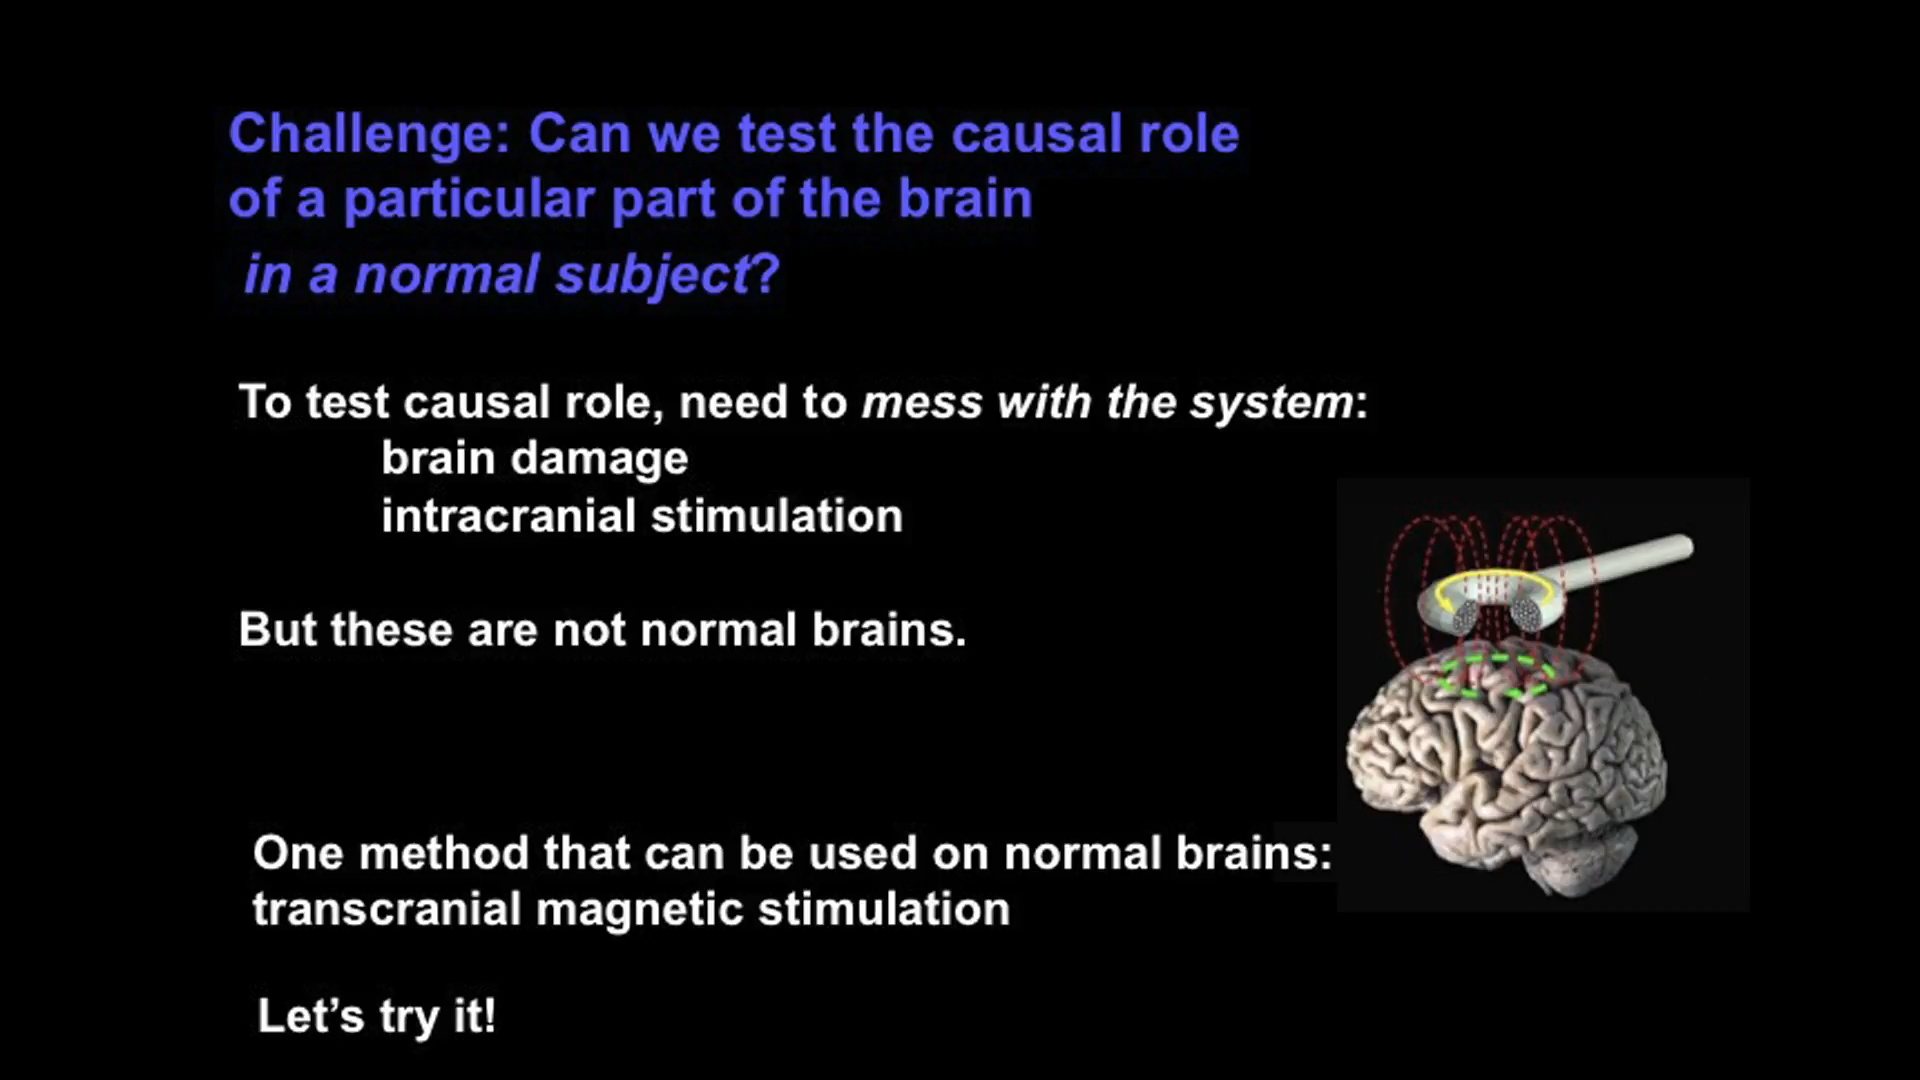 Challenge: Can we test the causal role
of a particular part of the brain
in a normal subject?
To test causal role, need to mess with the system:
brain damage
intracranial stimulation
But these are not normal brains.
One method that can be used on normal brains:
transcranial magnetic stimulation
Let’s try it!